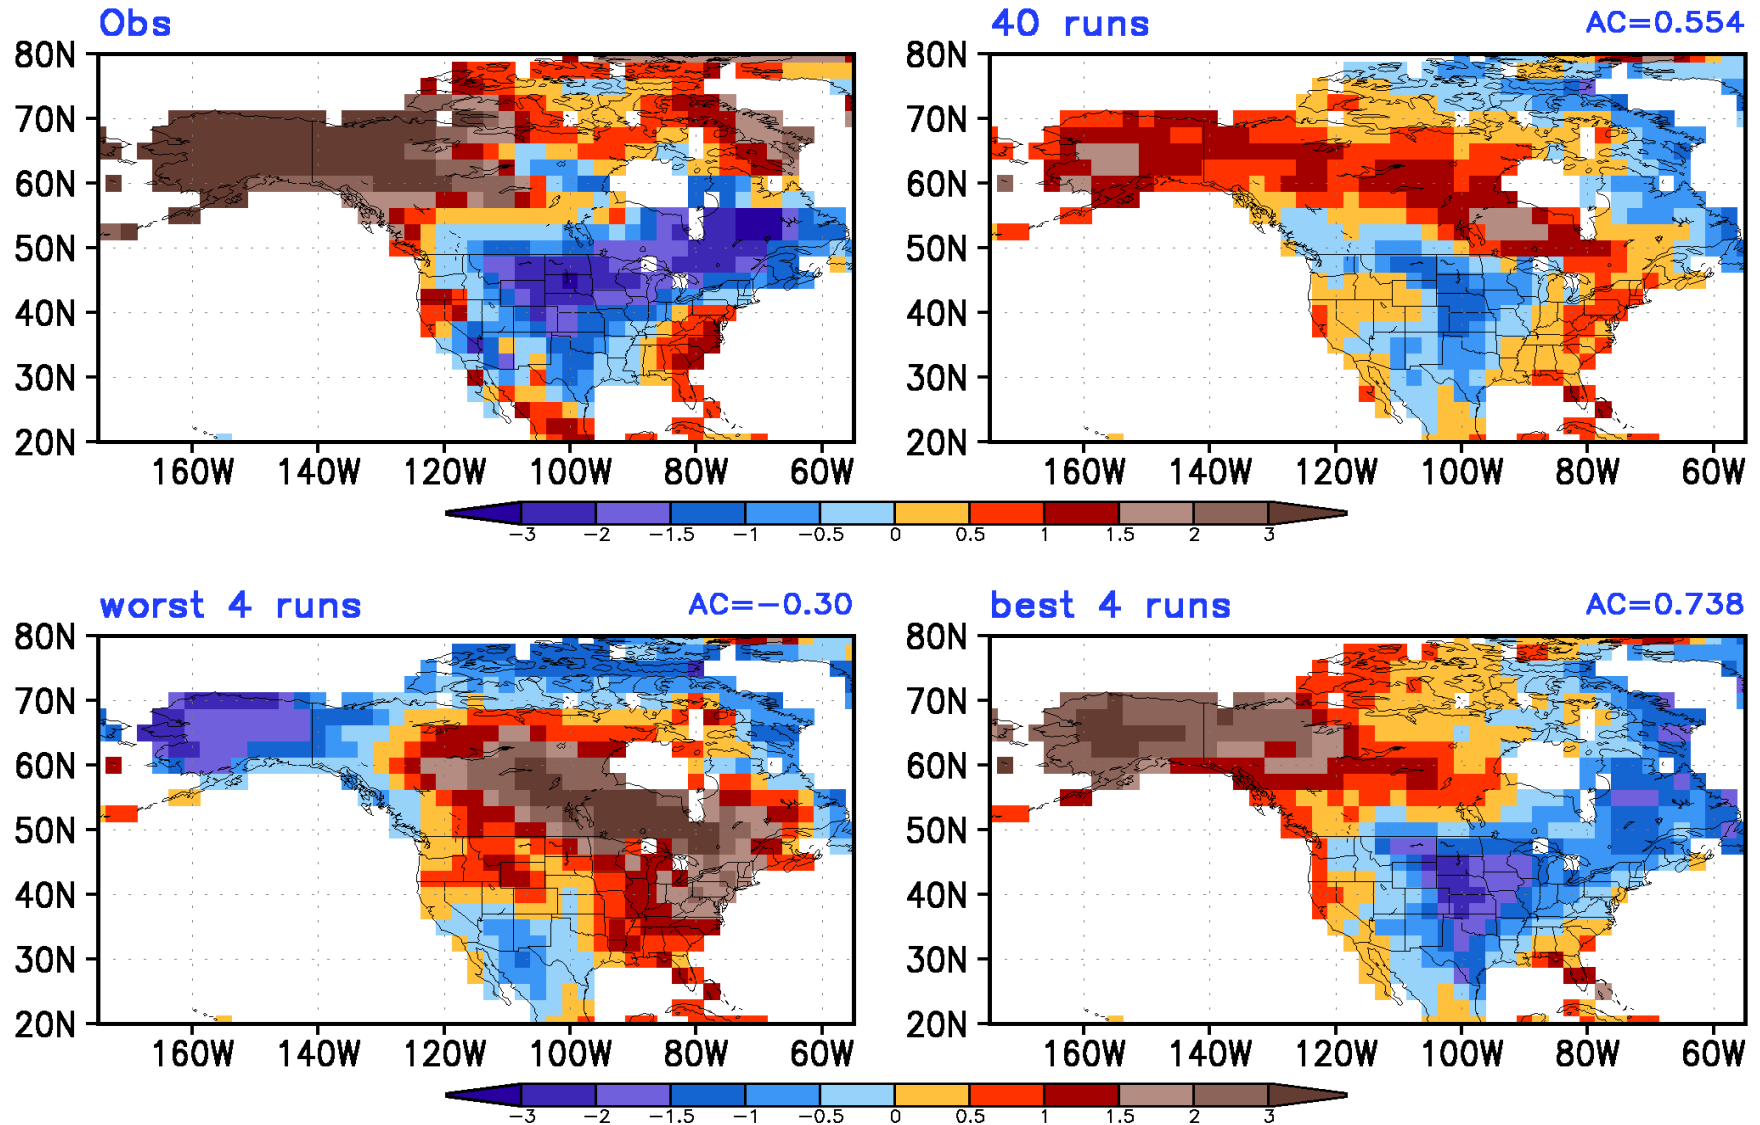 Obs
40 runs AC=0.554
80N 80N
70N 70N
60N 60N
50N 50N
40N 40N
30N 30N
20N 20N
160W 140W 120W 100W 80W 60W 160W 140W 120W 100W 80W 60W
-3 -2 -1.5 -1 -0.5 0 0.5 1 1.5 2 3
worst 4 runs AC=-0.30
best 4 runs AC=0.738
80N 80N
70N 70N
60N 60N
50N 50N
40N 40N
30N 30N
20N 20N
160W 140W 120W 100W 80W 60W 160W 140W 120W 100W 80W 60W
-3 -2 -1.5 -1 -0.5 0 0.5 1 1.5 2 3